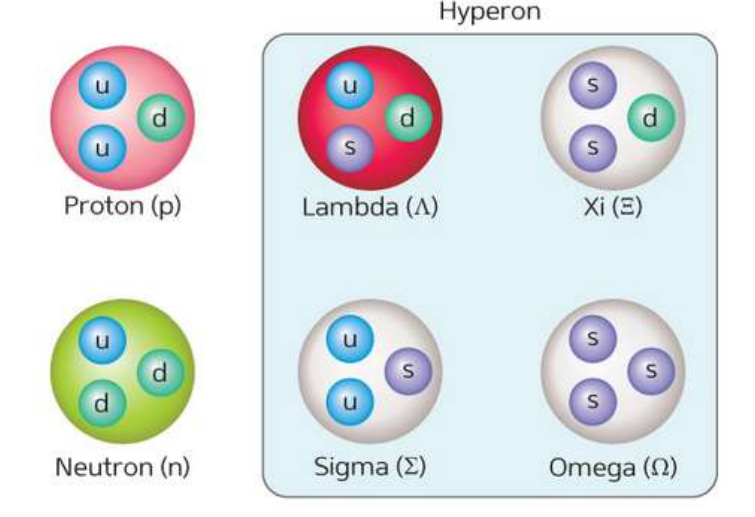 Hyperon
u
d
u
Proton (p)
u
d
s
Lambda (Λ)
s
d
s
Xi (Ξ)
u
d
d
Neutron (n)
u
s
u
Sigma (Σ)
s
s
s
Omega (Ω)